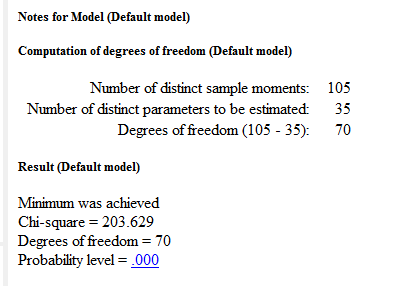 Notes for Model (Default model)
Computation of degrees of freedom (Default model)
Number of distinct sample moments: 105
Number of distinct parameters to be estimated: 35
Degrees of freedom (105 - 35): 70
Result (Default model)
Minimum was achieved
Chi-square = 203.629
Degrees of freedom = 70
Probability level = .000